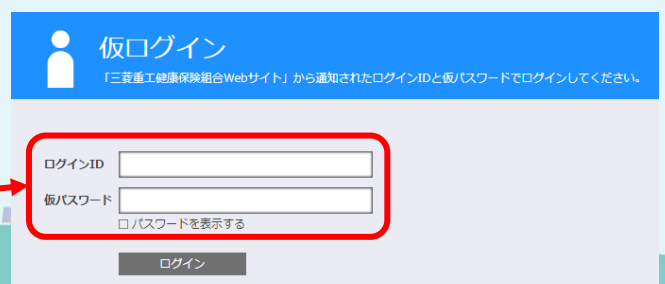 仮ログイン
「三菱重工健康保険組合Webサイト」から通知されたログインIDと仮パスワードでログインしてください。
ログインID
仮パスワード
パスワードを表示する
ログイン